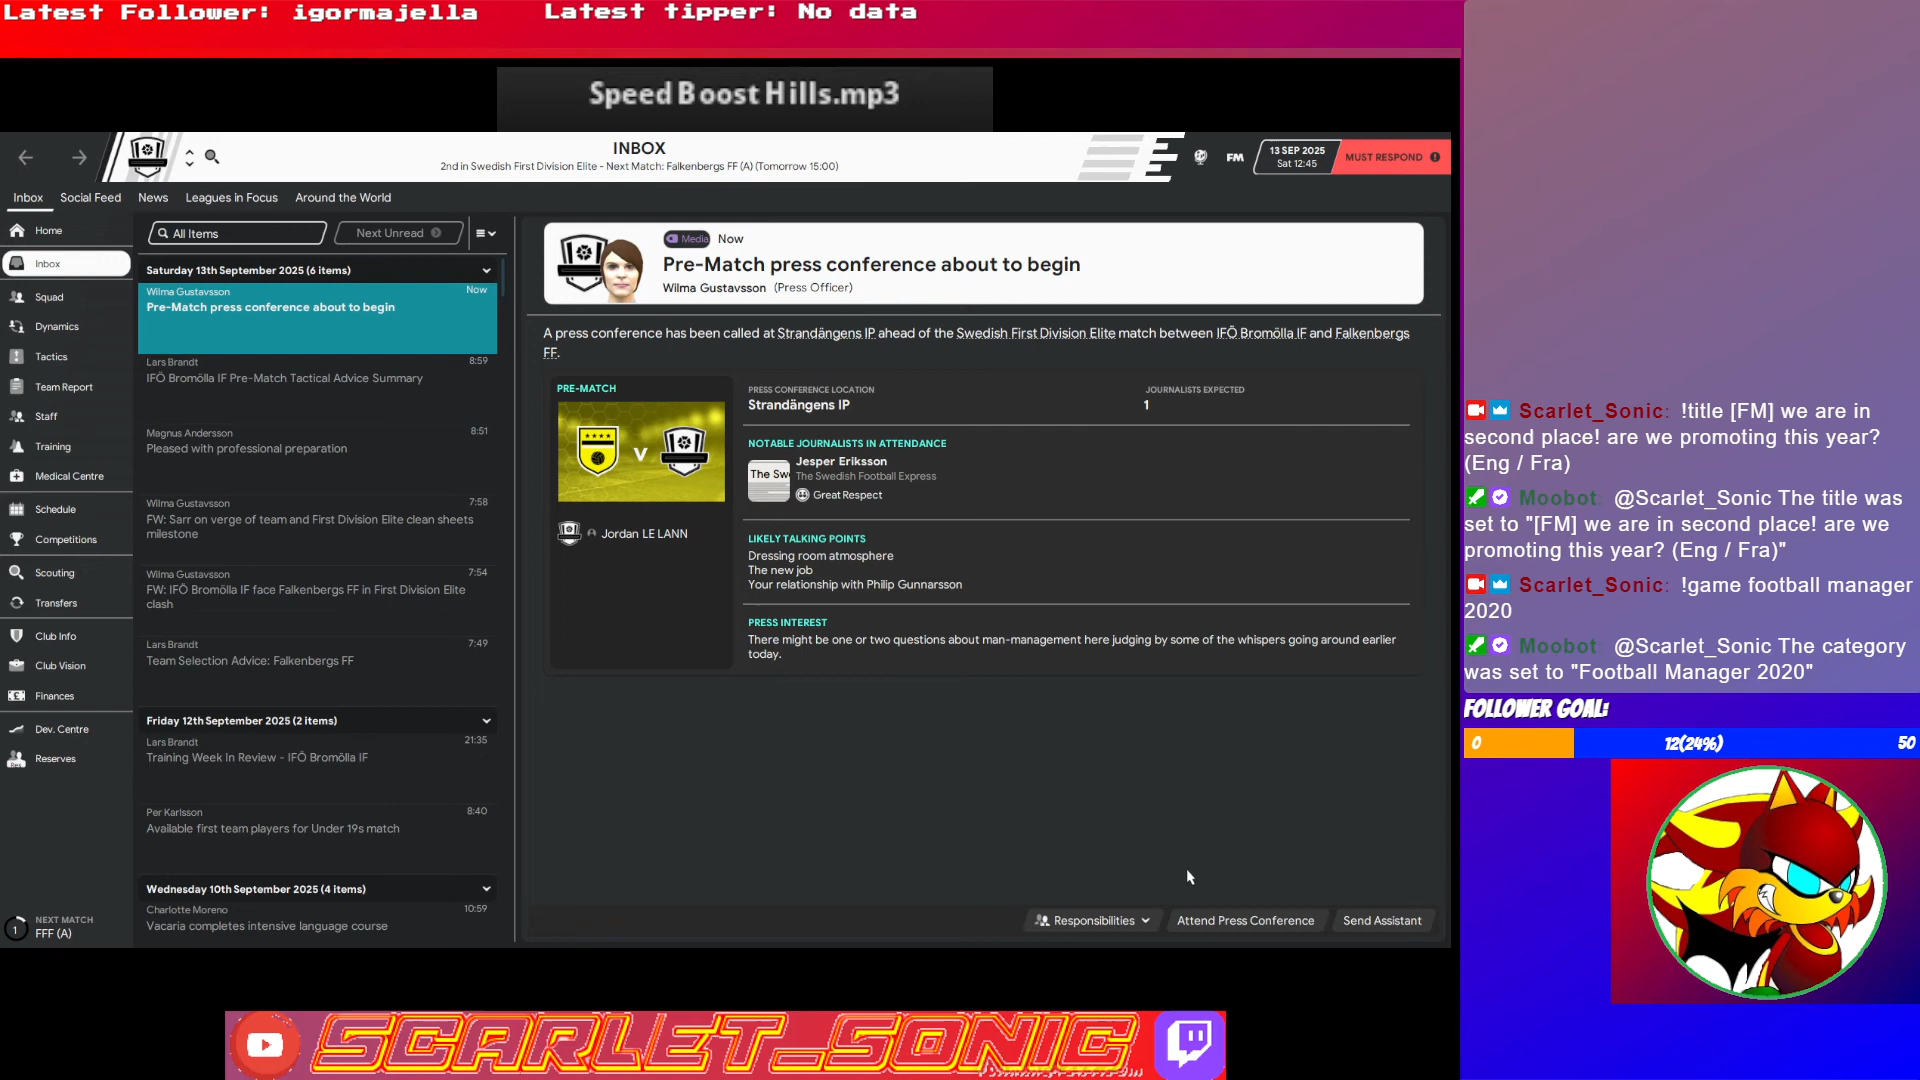 Latest Follower: igormajella
Latest tipper: No data
Speed Boost Hills.mp3
INBOX
2nd in Swedish First Division Elite - Next Match: Falkenbergs FF (A) (Tomorrow 15:00)
FM
13 SEP 2025
Sat 12:45
MUST RESPOND
Inbox
Social Feed
News
Leagues in Focus
Around the World
Home
Inbox
Squad
Dynamics
Tactics
Team Report
Staff
Training
Medical Centre
Schedule
Competitions
Scouting
Transfers
Club Info
Club Vision
Finances
Dev. Centre
Reserves
1
NEXT MATCH
FFF (A)
All Items
Next Unread
Saturday 13th September 2025 (6 items)
Wilma Gustavsson
Now
Pre-Match press conference about to begin
Lars Brandt
8:59
IFÖ Bromölla IF Pre-Match Tactical Advice Summary
Magnus Andersson
8:51
Pleased with professional preparation
Wilma Gustavsson
7:58
FW: Sarr on verge of team and First Division Elite clean sheets
milestone
Wilma Gustavsson
7:54
FW: IFÖ Bromölla IF face Falkenbergs FF in First Division Elite
clash
Lars Brandt
7:49
Team Selection Advice: Falkenbergs FF
Friday 12th September 2025 (2 items)
Lars Brandt
21:35
Training Week In Review - IFÖ Bromölla IF
Per Karlsson
8:40
Available first team players for Under 19s match
Wednesday 10th September 2025 (4 items)
Charlotte Moreno
10:59
Vacaria completes intensive language course
Media
Now
Pre-Match press conference about to begin
Wilma Gustavsson (Press Officer)
A press conference has been called at Strandängens IP ahead of the Swedish First Division Elite match between IFÖ Bromölla IF and Falkenbergs
FF.
PRE-MATCH
V
Jordan LE LANN
PRESS CONFERENCE LOCATION
Strandängens IP
JOURNALISTS EXPECTED
1
NOTABLE JOURNALISTS IN ATTENDANCE
The Sw
Jesper Eriksson
The Swedish Football Express
Great Respect
LIKELY TALKING POINTS
Dressing room atmosphere
The new job
Your relationship with Philip Gunnarsson
PRESS INTEREST
There might be one or two questions about man-management here judging by some of the whispers going around earlier
today.
Responsibilities
Attend Press Conference
Send Assistant
Scarlet_Sonic: !title [FM] we are in
second place! are we promoting this year?
(Eng / Fra)
Moobot: @Scarlet_Sonic The title was
set to "[FM] we are in second place! are we
promoting this year? (Eng / Fra)"
Scarlet_Sonic: !game football manager
2020
Moobot: @Scarlet_Sonic The category
was set to "Football Manager 2020"
FOLLOWER GOAL:
0
12(24%)
50
SCARLET_SONIC